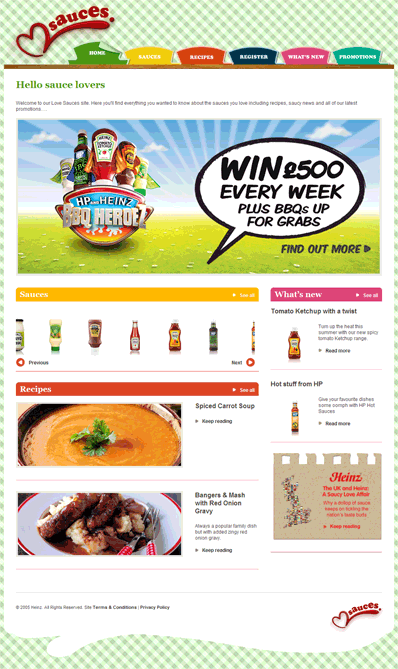 sauces.
HOME
SAUCES
RECIPES
REGISTER
WHAT'S NEW
PROMOTIONS
Hello sauce lovers
Welcome to our Love Sauces site. Here you'll find everything you wanted to know about the sauces you love including recipes, saucy news and all of our latest
promotions....
WIN £500
EVERY WEEK
PLUS BBQs UP
FOR GRABS
FIND OUT MORE
HEINZ
TOMATO
KETCHUP
HP AND HEINZ
BBQ HEROEZ
Sauces
See all
Previous
Next
What's new
See all
Tomato Ketchup with a twist
Turn up the heat this
summer with our new spicy
tomato Ketchup range.
Read more
Hot stuff from HP
Give your favourite dishes
some oomph with HP Hot
Sauces
Read more
Recipes
See all
Spiced Carrot Soup
Keep reading
Bangers & Mash
with Red Onion
Gravy
Always a popular family dish
but with added zingy red
onion gravy.
Keep reading
Heinz
The UK and Heinz:
A Saucy Love Affair
Why a dollop of sauce
keeps on holding the
nation's taste buds
Keep reading
Heinz. All Rights Reserved. Site Terms & Conditions | Privacy Policy
sauces.